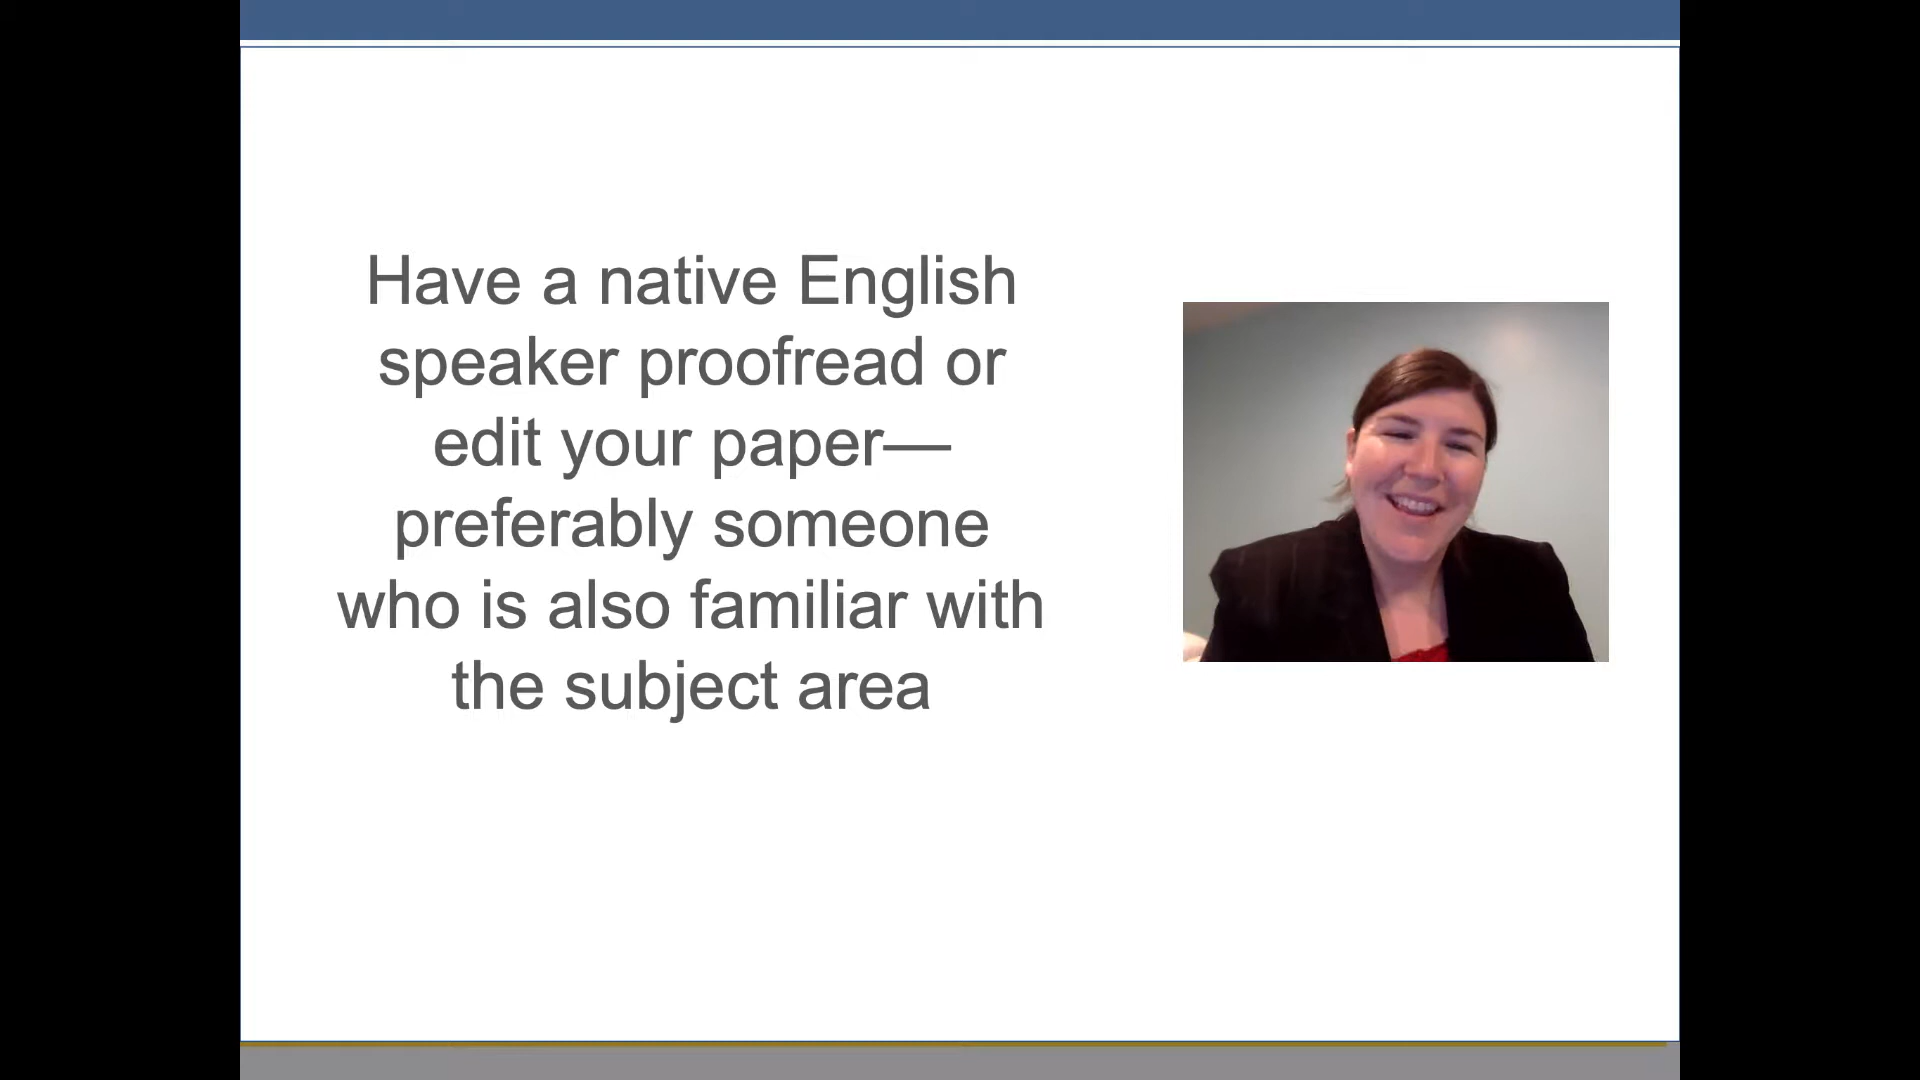 Have a native English
speaker proofread or
edit your paper—
preferably someone
who is also familiar with
the subject area